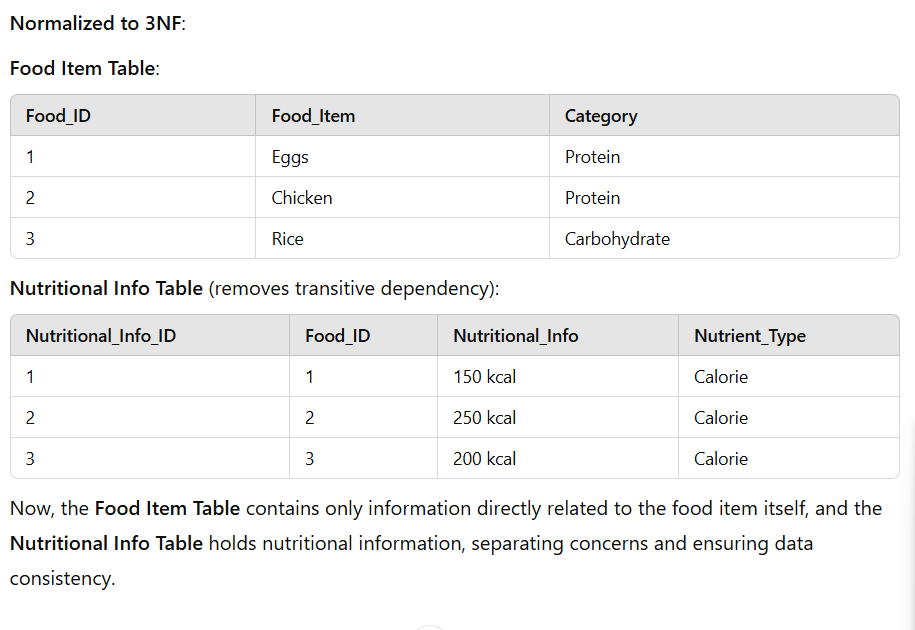 Normalized to 3NF:
Food Item Table:
Food_ID Food_Item Category
1 Eggs Protein
2 Chicken Protein
3 Rice Carbohydrate
Nutritional Info Table (removes transitive dependency):
Nutritional_Info_ID Food_ID Nutritional_Info Nutrient_Type
1 1 150 kcal Calorie
2 2 250 kcal Calorie
3 3 200 kcal Calorie
Now, the Food Item Table contains only information directly related to the food item itself, and the
Nutritional Info Table holds nutritional information, separating concerns and ensuring data
consistency.